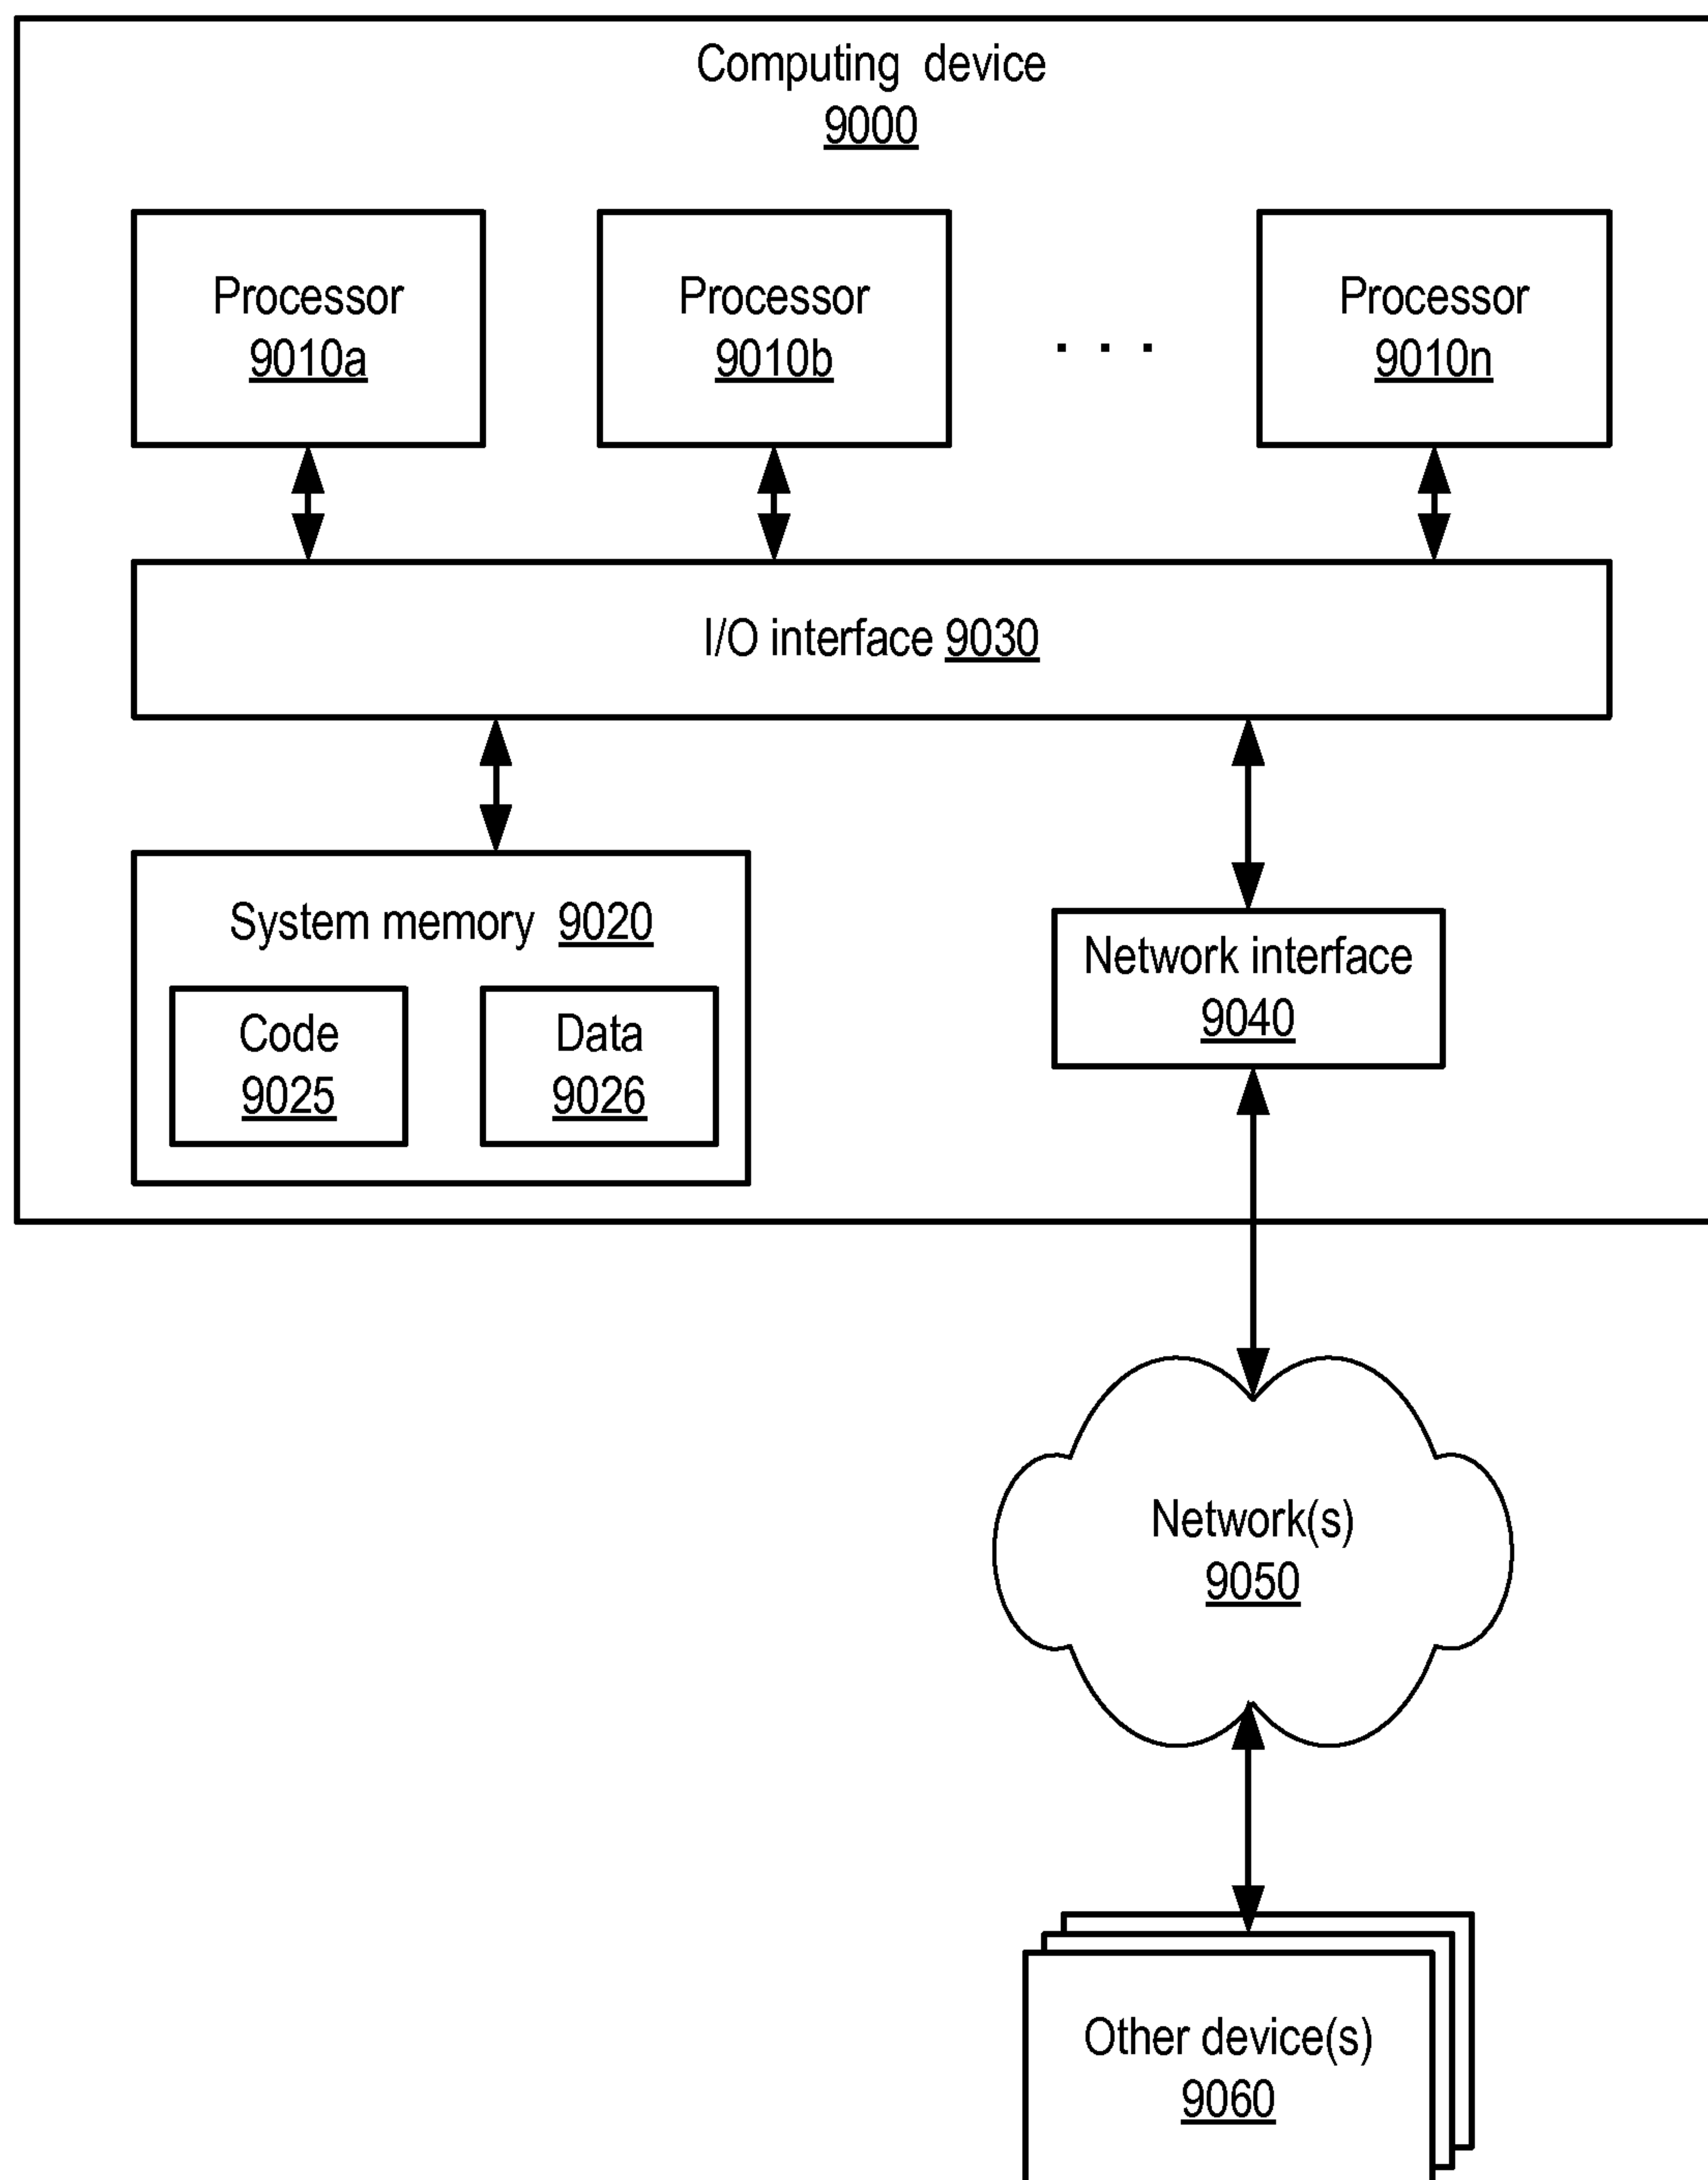 Computing device
9000
Processor
9010a
Processor
9010b
. . .
Processor
9010n
I/O interface 9030
System memory 9020
Code
9025
Data
9026
Network interface
9040
Network(s)
9050
Other device(s)
9060